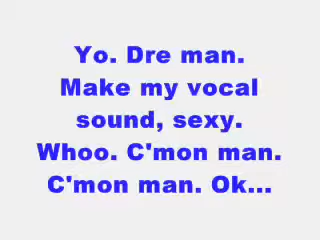 Yo. Dre man.
Make my vocal
sound, sexy.
Whoo. C'mon man.
C'mon man. Ok...